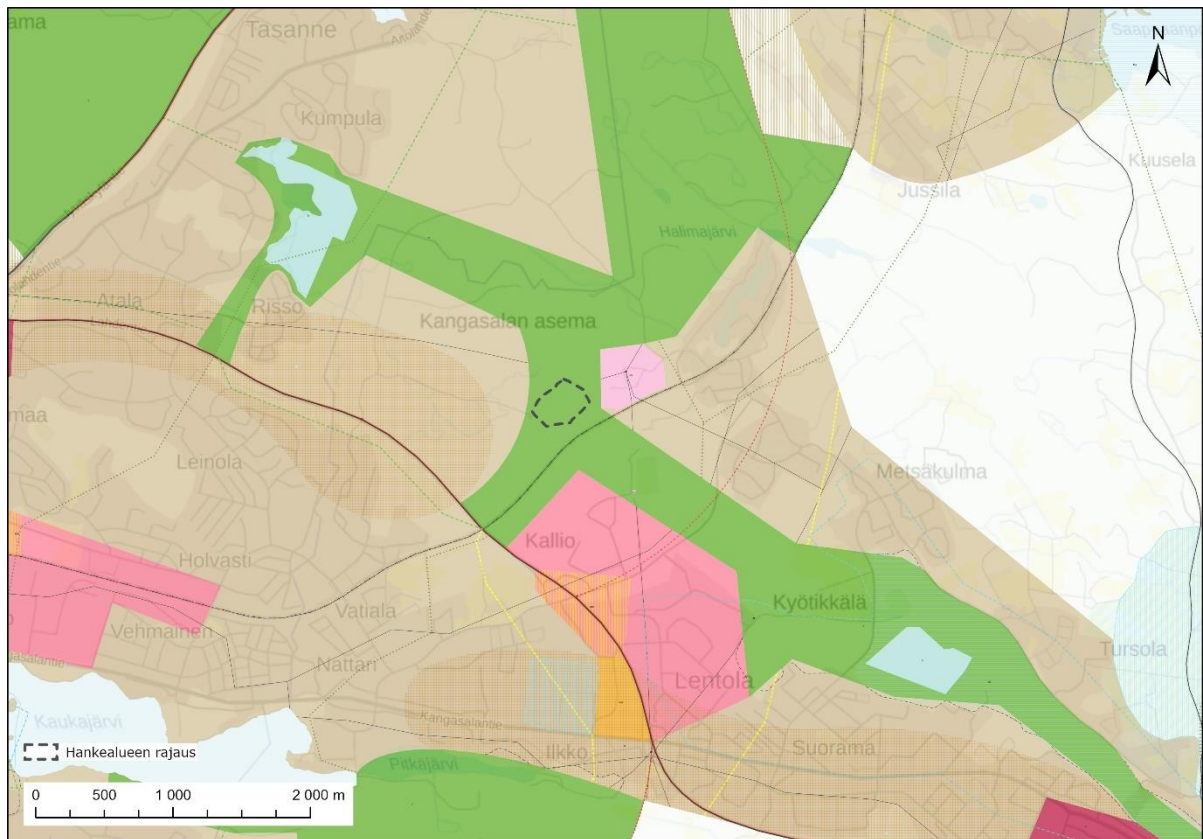 Tasanne
Aitolahdentie
N
Kumpula
Kuusela
Jussila
Halimajärvi
Atala
Risso
Kangasalan asema
Leinola
Metsäkulma
Kallio
Holvasti
Kyötikkälä
Vatiala
Vehmainen
Tursola
Nattari
Lentola
Kaukajärvi
Kangasalantie
Ilkko
Suorama
Pitkäjärvi
Hankealueen rajaus
0 500 1 000 2 000 m